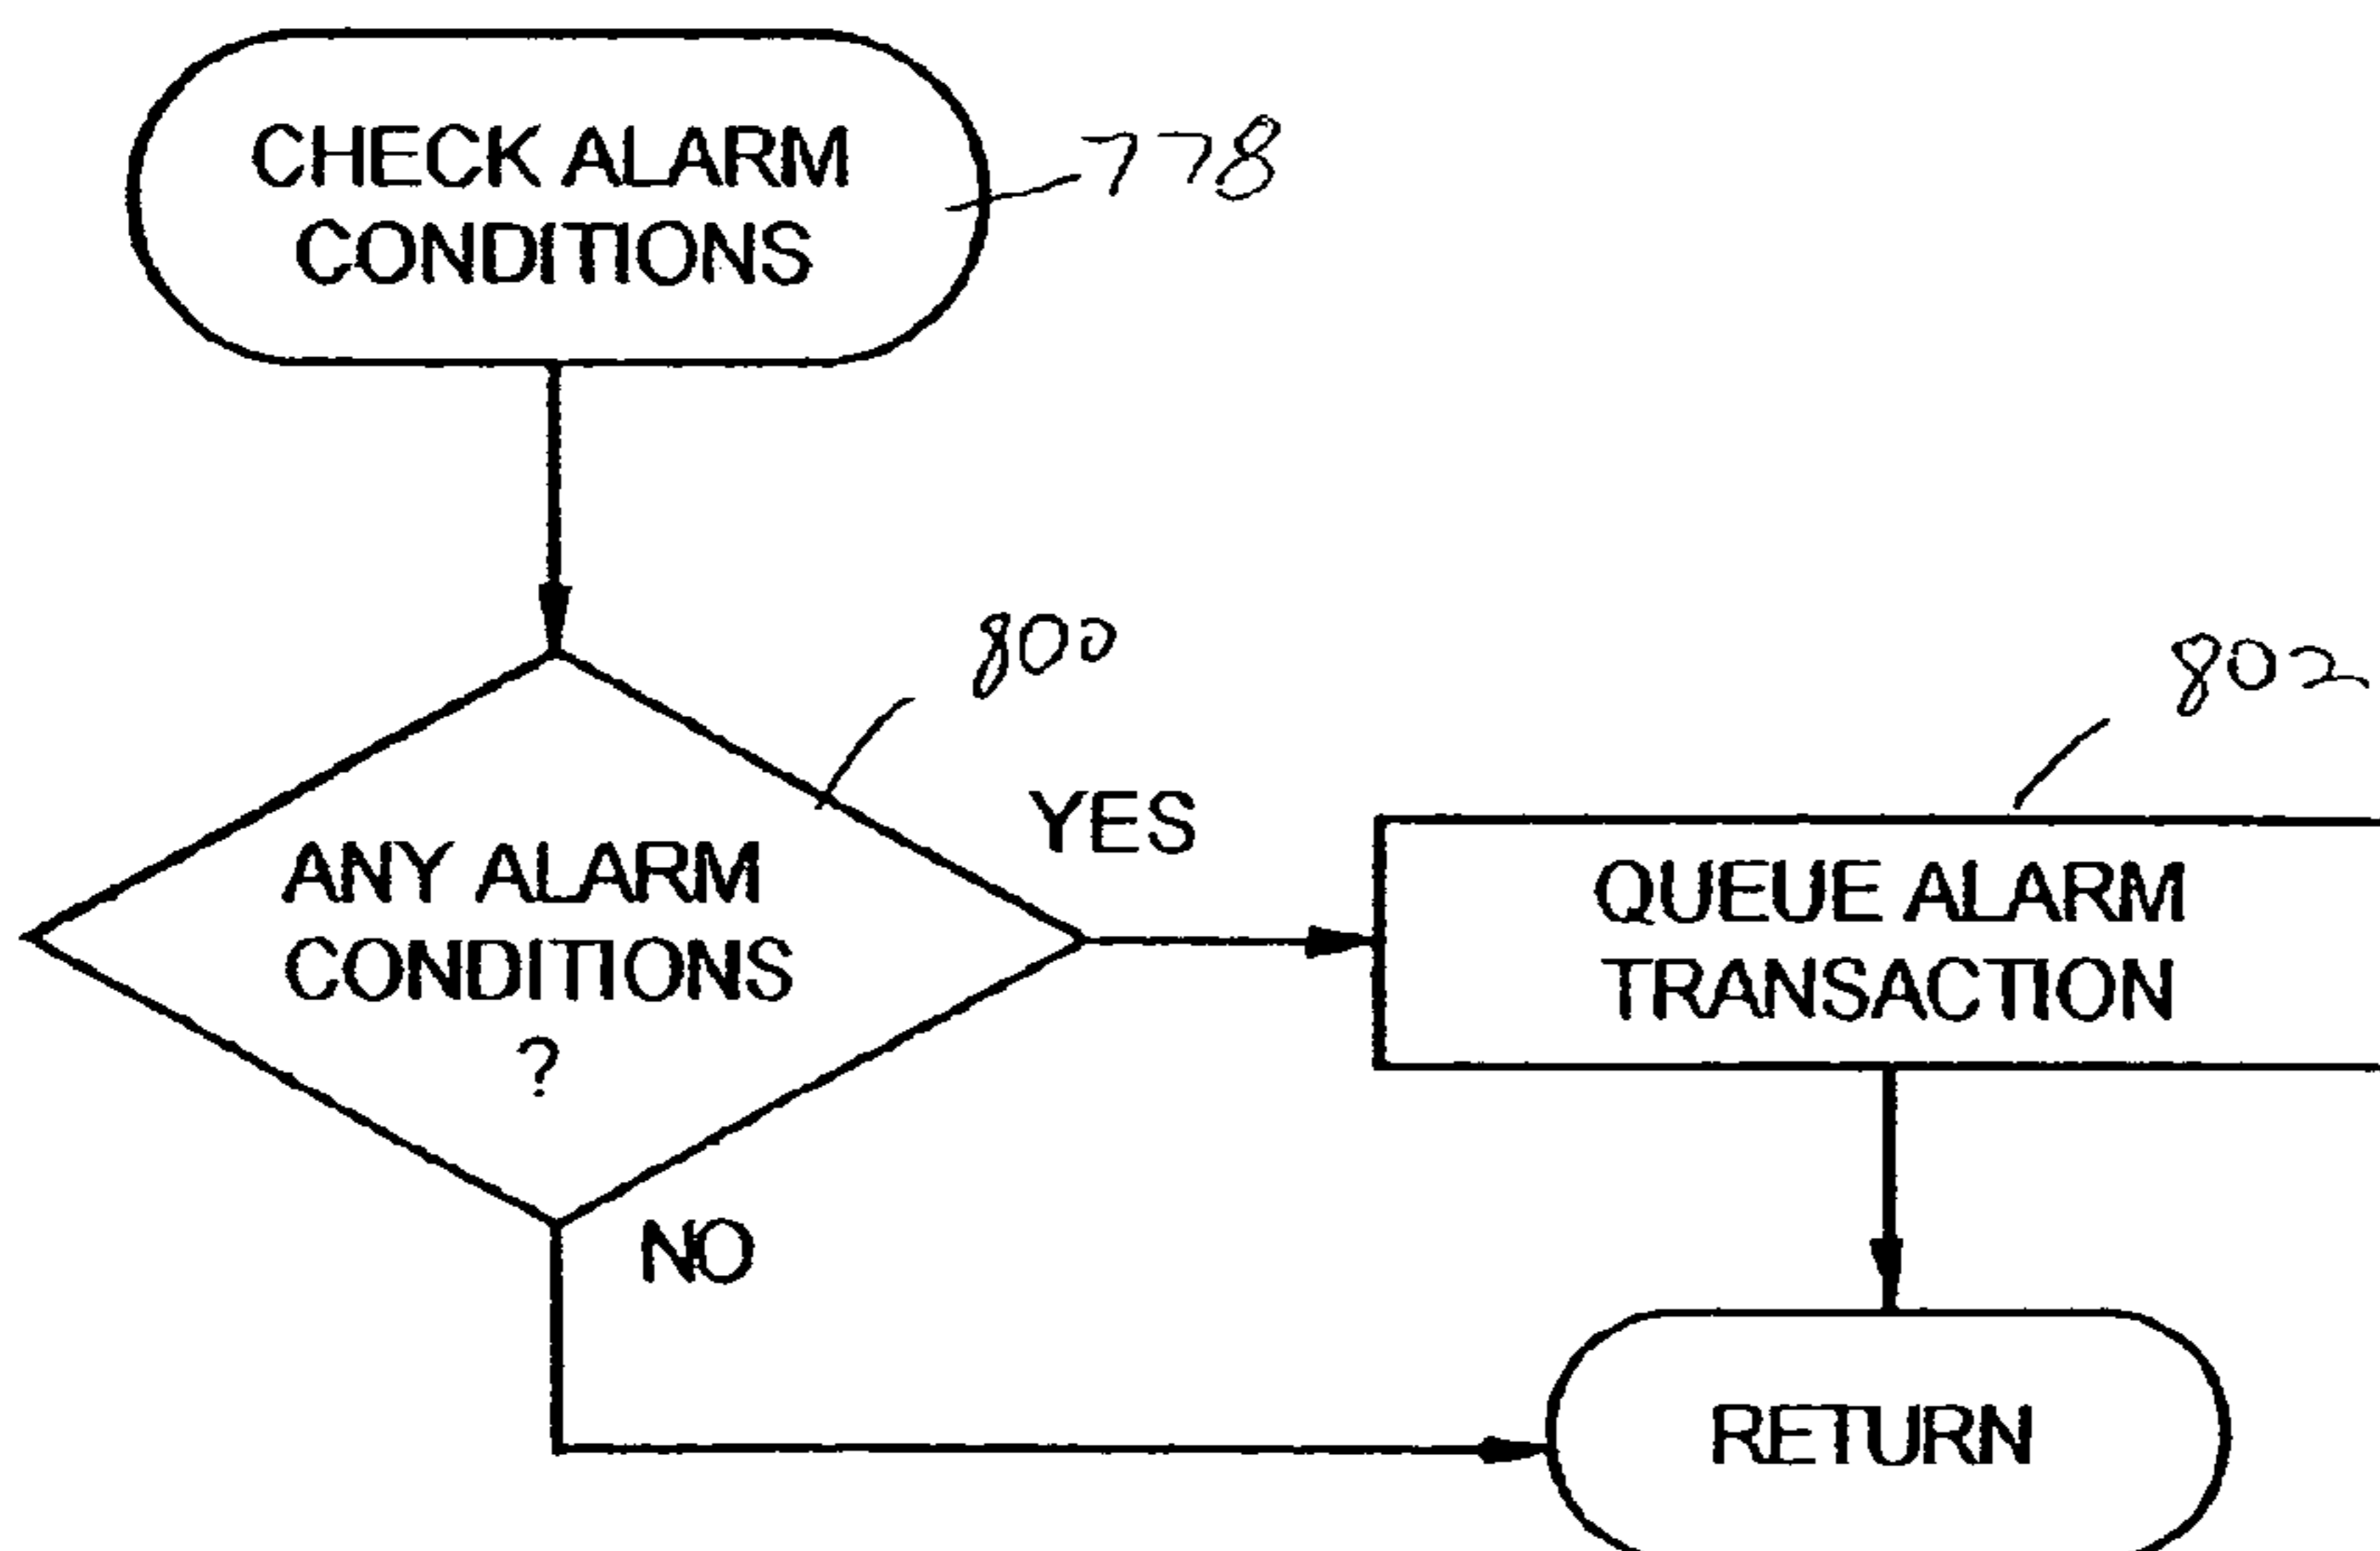 CHECK ALARM
CONDITIONS
778
800
802
YES
ANY ALARM
CONDITIONS
?
QUEUE ALARM
TRANSACTION
NO
RETURN